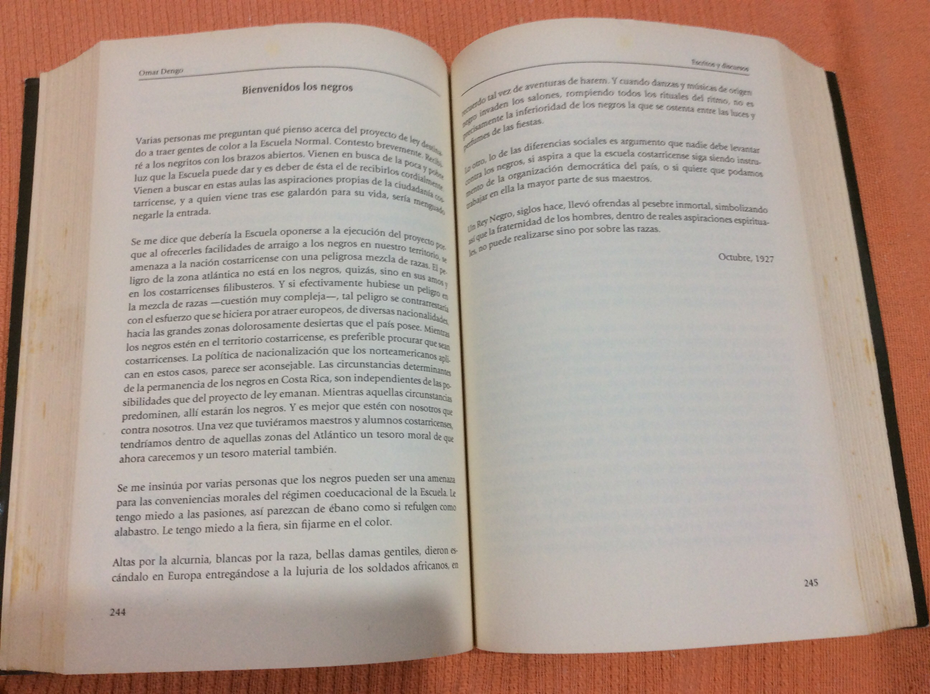 Omar Dengo
Bienvenidos los negros
Varias personas me preguntan qué pienso acerca del proyecto de ley destina-
do a traer gentes de color a la Escuela Normal. Contesto brevemente. Recibi-
ré a los negritos con los brazos abiertos. Vienen en busca de la poca y pobre
luz que la Escuela puede dar y es deber de ésta el de recibirlos cordialmente.
Vienen a buscar en estas aulas las aspiraciones propias de la ciudadanía cos-
tarricense, y a quien viene tras ese galardón para su vida, sería menguado
negarle la entrada.
Se me dice que debería la Escuela oponerse a la ejecución del proyecto por-
que al ofrecerles facilidades de arraigo a los negros en nuestro territorio, se
amenaza a la nación costarricense con una peligrosa mezcla de razas. El pe-
ligro de la zona atlántica no está en los negros, quizás, sino en sus amos y
en los costarricenses filibusteros. Y si efectivamente hubiese un peligro en
la mezcla de razas —cuestión muy compleja—, tal peligro se contrarrestaría
con el esfuerzo que se hiciera por atraer europeos, de diversas nacionalidades,
hacia las grandes zonas dolorosamente desiertas que el país posee. Mientras
los negros estén en el territorio costarricense, es preferible procurar que sean
costarricenses. La política de nacionalización que los norteamericanos apli-
can en estos casos, parece ser aconsejable. Las circunstancias determinantes
de la permanencia de los negros en Costa Rica, son independientes de las po-
sibilidades que del proyecto de ley emanan. Mientras aquellas circunstancias
predominen, allí estarán los negros. Y es mejor que estén con nosotros que
contra nosotros. Una vez que tuviéramos maestros y alumnos costarricenses,
tendríamos dentro de aquellas zonas del Atlántico un tesoro moral de que
ahora carecemos y un tesoro material también.
Se me insinúa por varias personas que los negros pueden ser una amenaza
para las conveniencias morales del régimen coeducacional de la Escuela. Le
tengo miedo a las pasiones, así parezcan de ébano como si refulgen como
alabastro. Le tengo miedo a la fiera, sin fijarme en el color.
Altas por la alcurnia, blancas por la raza, bellas damas gentiles, dieron es-
cándalo en Europa entregándose a la lujuria de los soldados africanos, en
244
Escritos y discursos
recuerdo tal vez de aventuras de harem. Y cuando danzas y músicas de origen
negro invaden los salones, rompiendo todos los rituales del ritmo, no es
precisamente la inferioridad de los negros la que se ostenta entre las luces y
perfumes de las fiestas.
Lo otro, lo de las diferencias sociales es argumento que nadie debe levantar
contra los negros, si aspira a que la escuela costarricense siga siendo instru-
mento de la organización democrática del país, o si quiere que podamos
trabajar en ella la mayor parte de sus maestros.
Un Rey Negro, siglos hace, llevó ofrendas al pesebre inmortal, simbolizando
así que la fraternidad de los hombres, dentro de reales aspiraciones espiritua-
les, no puede realizarse sino por sobre las razas.
Octubre, 1927
245